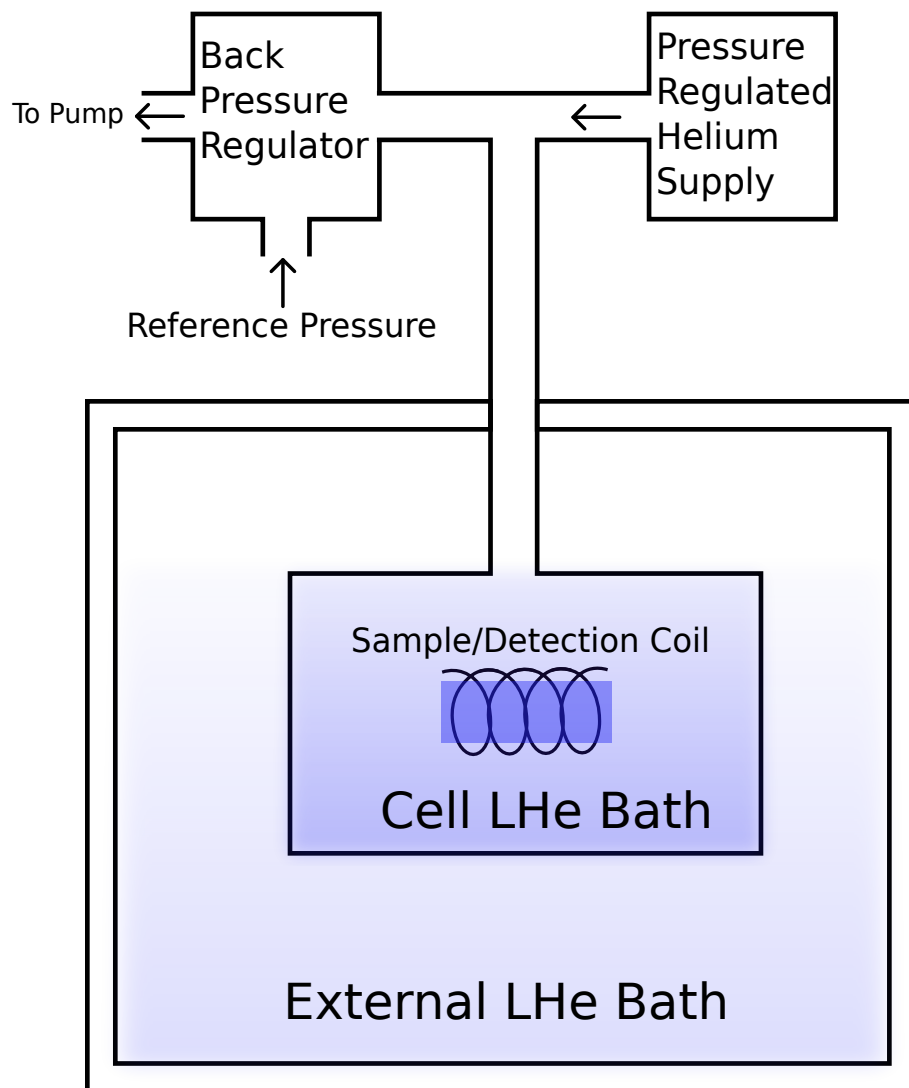 Back
Pressure
Regulator
Pressure
Regulated
Helium
Supply
To Pump
Reference Pressure
Sample/Detection Coil
Cell LHe Bath
External LHe Bath